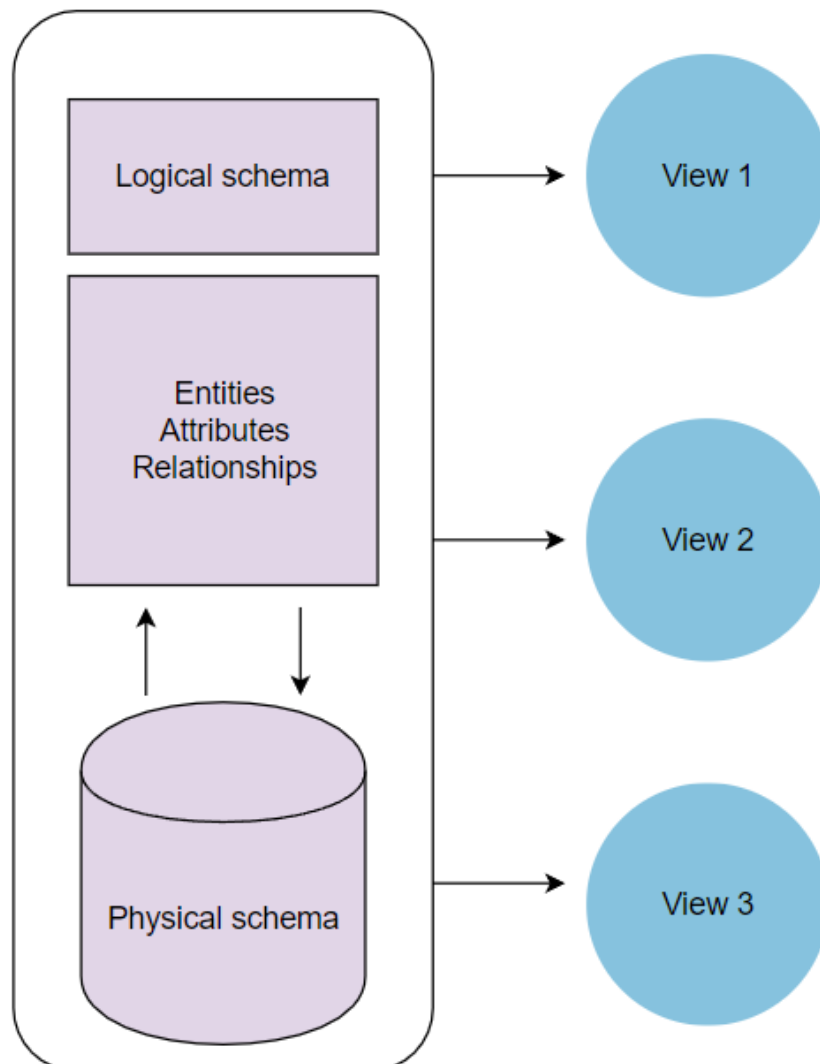 Logical schema
View 1
Entities
Attributes
Relationships
View 2
Physical schema
View 3